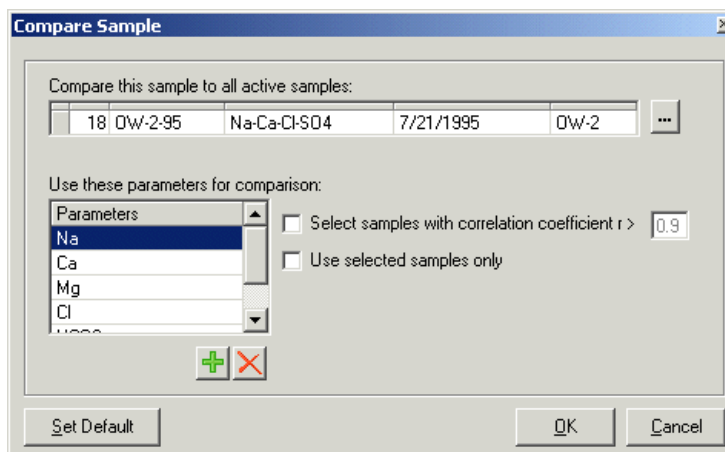 Compare Sample
Compare this sample to all active samples:
18 OW-2-95 Na-Ca-Cl-SO4 7/21/1995 OW-2
...
Use these parameters for comparison:
Parameters
Na
Ca
Mg
Cl
Select samples with correlation coefficient r > 0.9
Use selected samples only
Set Default
OK
Cancel